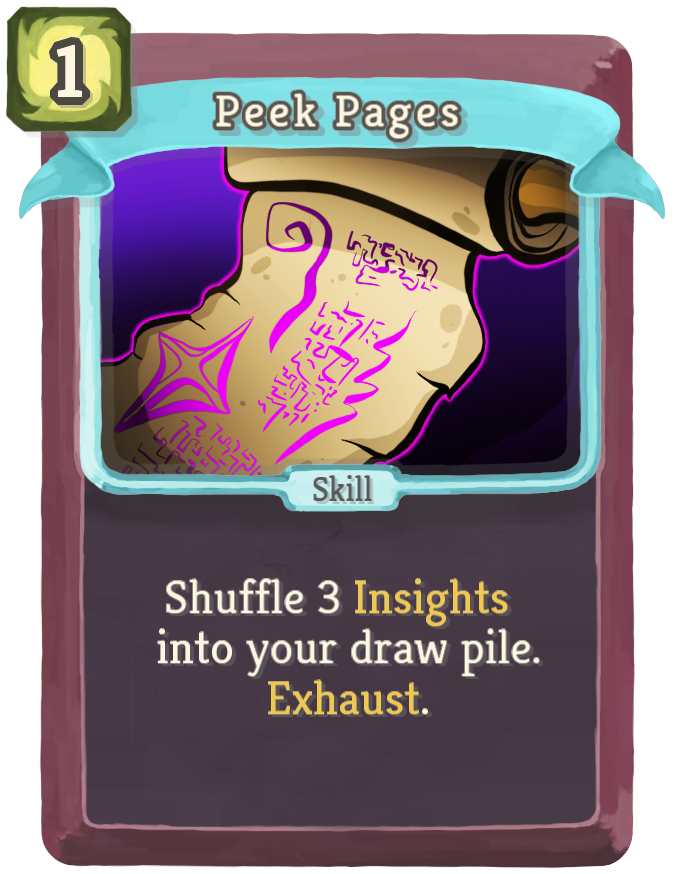 1
Peek Pages
Skill
Shuffle 3 Insights
into your draw pile.
Exhaust.